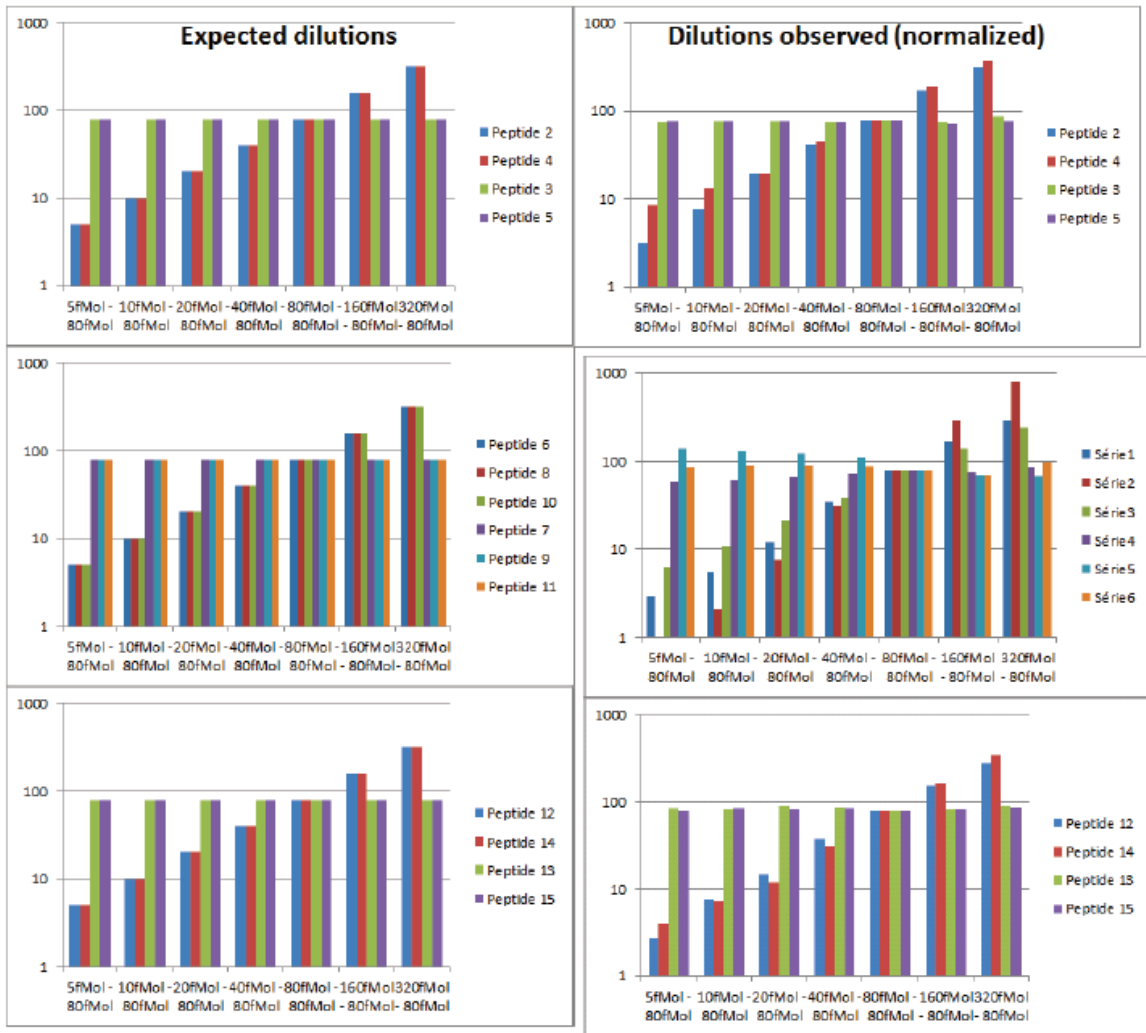 Expected dilutions
1000
100
10
1
5fMol - 10fMol - 20fMol - 40fMol - 80fMol - 160fMol 320fMol
80fMol 80fMol 80fMol 80fMol 80fMol - 80fMol - 80fMol
Peptide 2
Peptide 4
Peptide 3
Peptide 5
Dilutions observed (normalized)
1000
100
10
1
5fMol - 10fMol - 20fMol - 40fMol - 80fMol - 160fMol 320fMol
80fMol 80fMol 80fMol 80fMol 80fMol - 80fMol - 80fMol
Peptide 2
Peptide 4
Peptide 3
Peptide 5
1000
100
10
1
5fMol - 10fMol - 20fMol - 40fMol - 80fMol - 160fMol 320fMol
80fMol 80fMol 80fMol 80fMol 80fMol - 80fMol - 80fMol
Peptide 6
Peptide 8
Peptide 10
Peptide 7
Peptide 9
Peptide 11
1000
100
10
1
5fMol - 10fMol - 20fMol - 40fMol - 80fMol - 160fMol 320fMol
80fMol 80fMol 80fMol 80fMol 80fMol - 80fMol - 80fMol
Série1
Série2
Série3
Série4
Série5
Série6
1000
100
10
1
5fMol - 10fMol - 20fMol - 40fMol - 80fMol - 160fMol 320fMol
80fMol 80fMol 80fMol 80fMol 80fMol - 80fMol - 80fMol
Peptide 12
Peptide 14
Peptide 13
Peptide 15
1000
100
10
1
5fMol - 10fMol - 20fMol - 40fMol - 80fMol - 160fMol 320fMol
80fMol 80fMol 80fMol 80fMol 80fMol - 80fMol - 80fMol
Peptide 12
Peptide 14
Peptide 13
Peptide 15